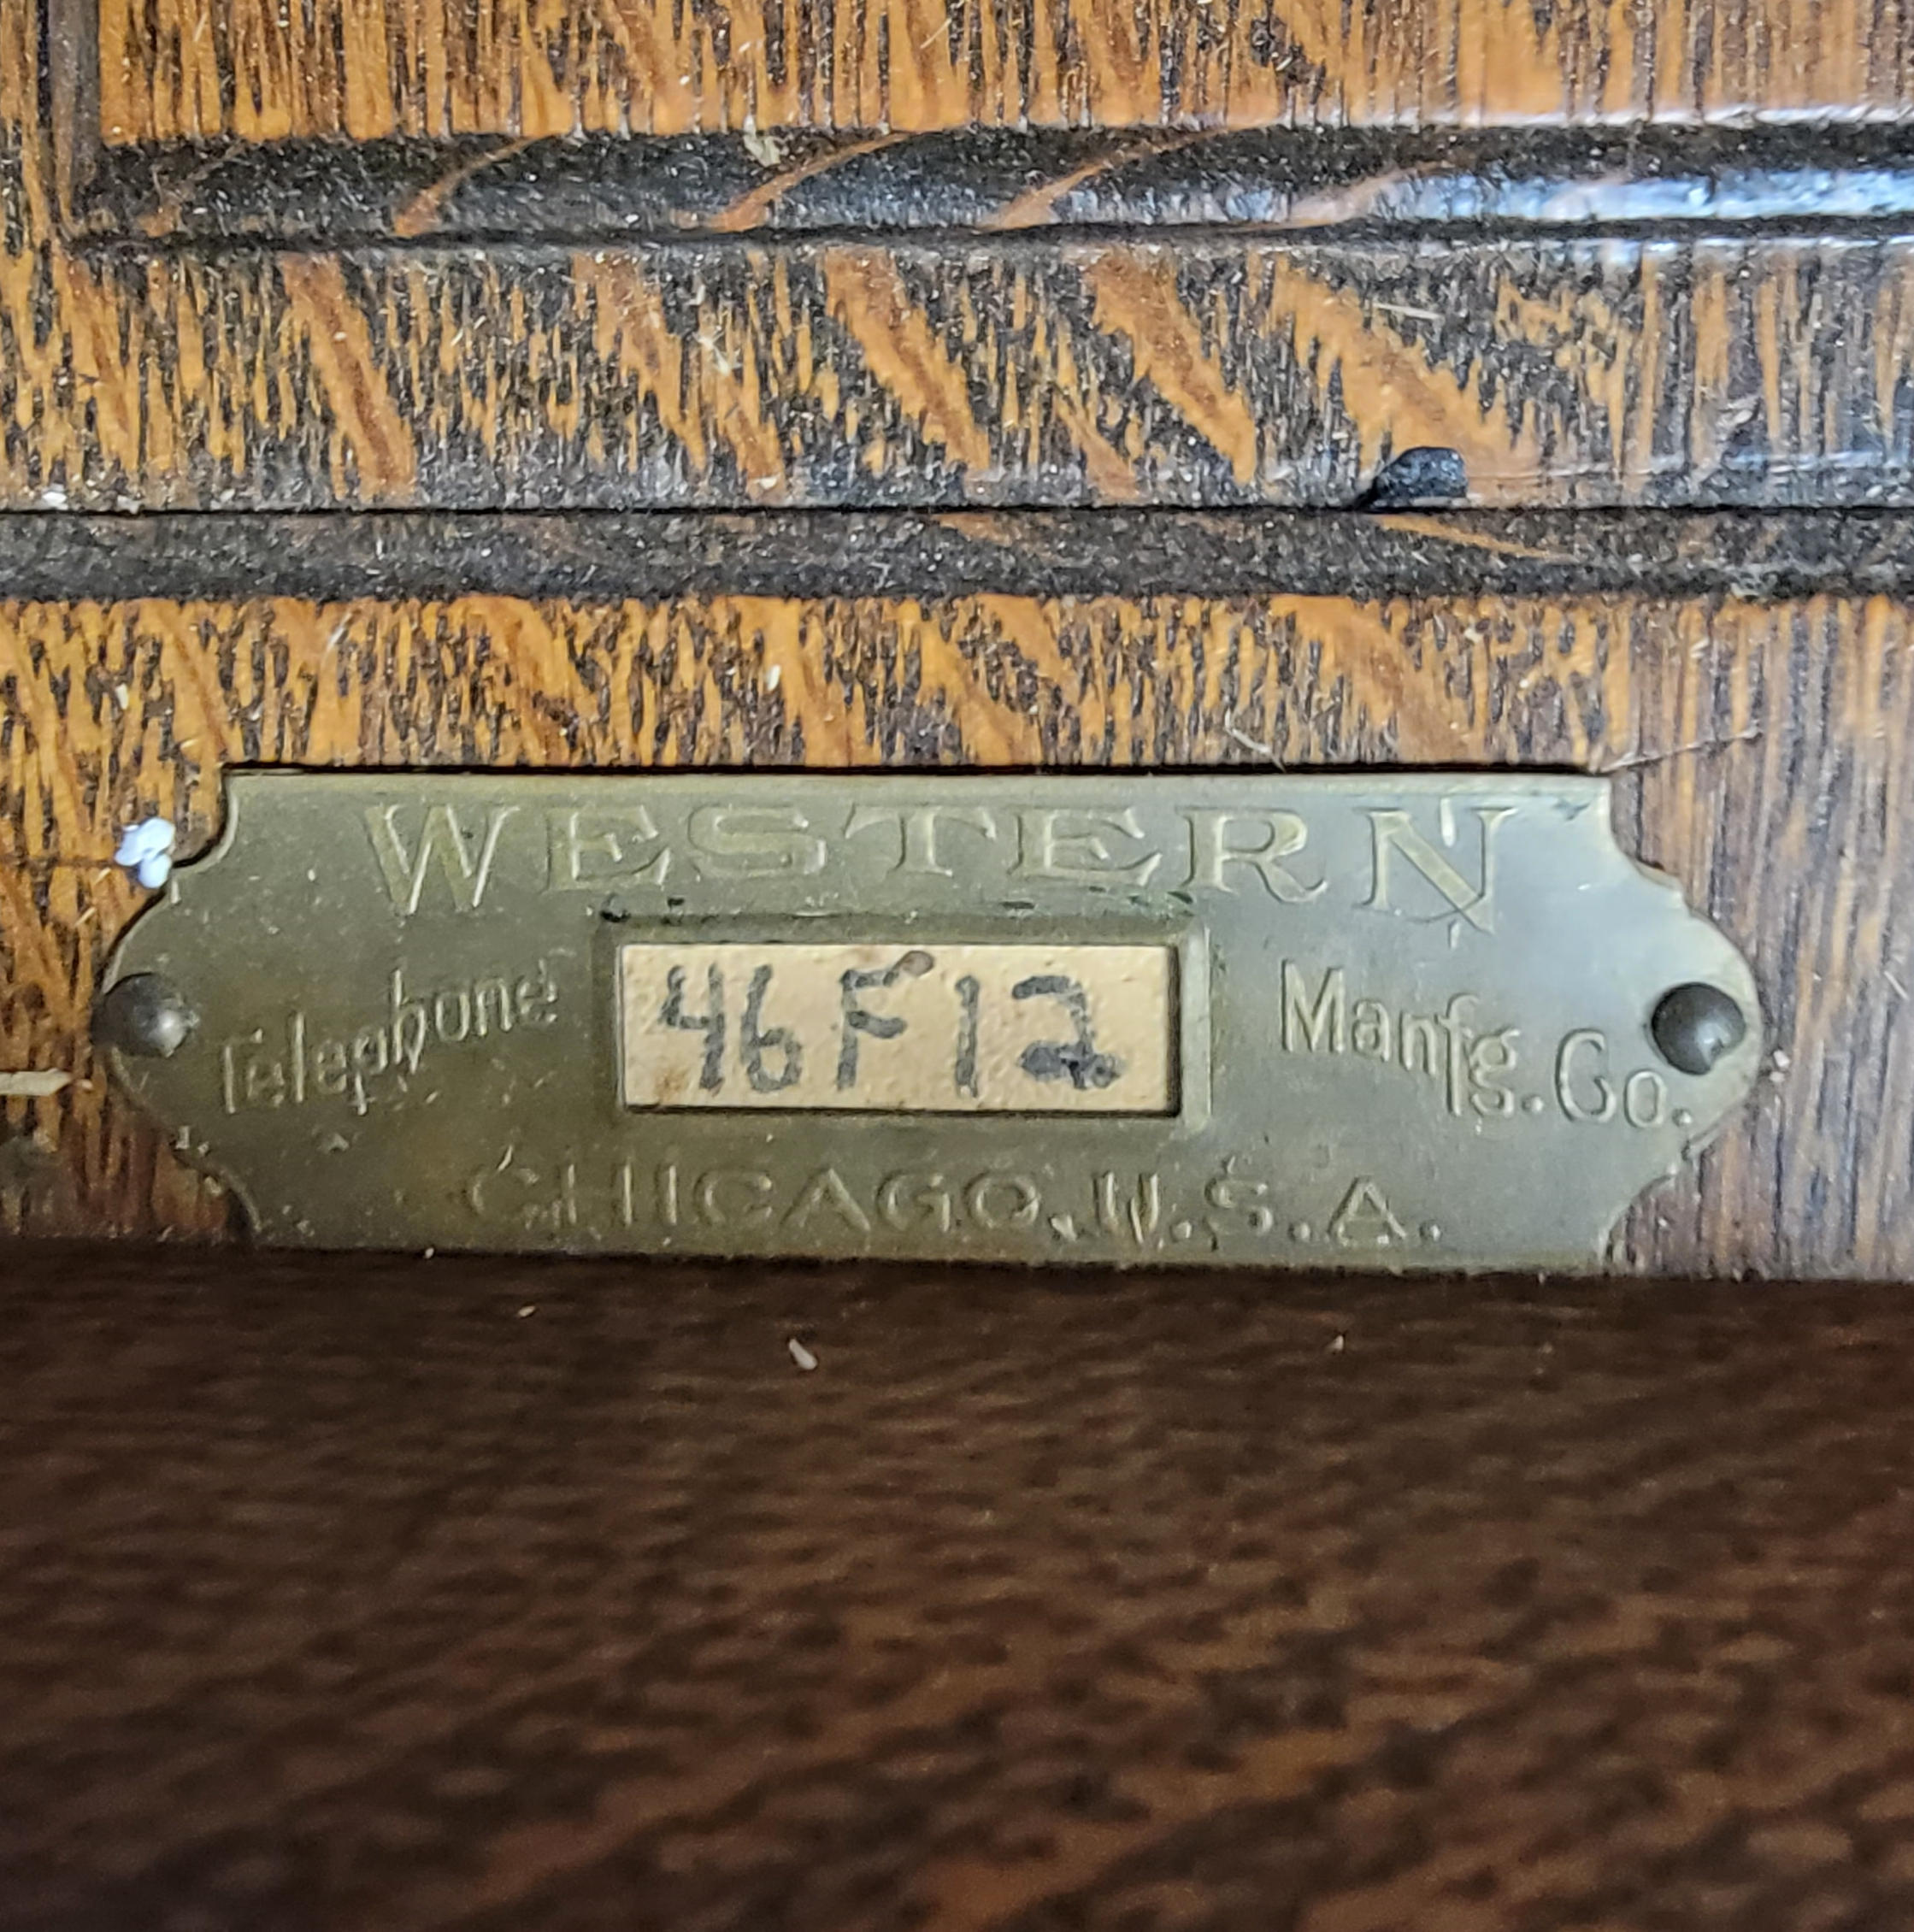 WESTERN
Telephone 46F12 Manfg. Co.
CHICAGO, U.S.A.